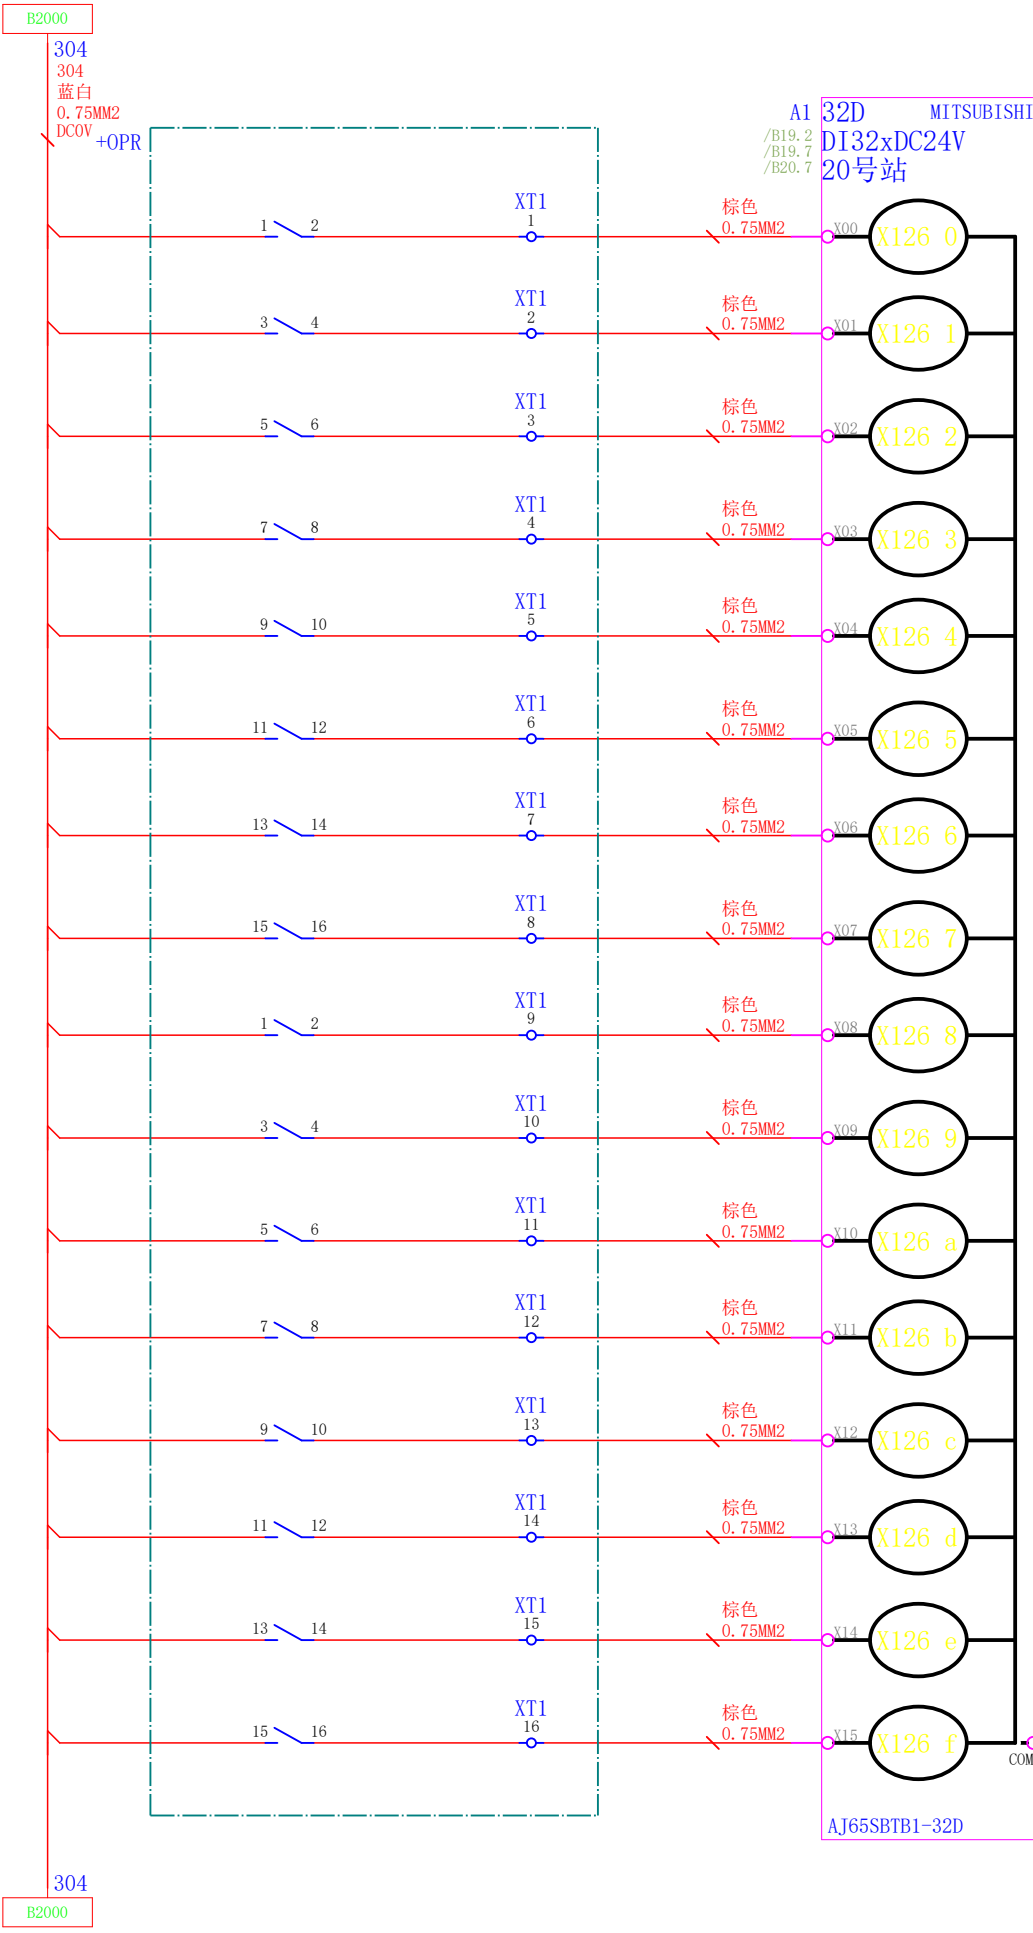 B2000
304
304
蓝白
0.75MM2
DC0V
+OPR
A1
32D
MITSUBISHI
/B19.2
/B19.7
/B20.7
DI32xDC24V
20号站
1 2
XT1
1
棕色
0.75MM2
X00
X126 0
3 4
XT1
2
棕色
0.75MM2
X01
X126 1
5 6
XT1
3
棕色
0.75MM2
X02
X126 2
7 8
XT1
4
棕色
0.75MM2
X03
X126 3
9 10
XT1
5
棕色
0.75MM2
X04
X126 4
11 12
XT1
6
棕色
0.75MM2
X05
X126 5
13 14
XT1
7
棕色
0.75MM2
X06
X126 6
15 16
XT1
8
棕色
0.75MM2
X07
X126 7
1 2
XT1
9
棕色
0.75MM2
X08
X126 8
3 4
XT1
10
棕色
0.75MM2
X09
X126 9
5 6
XT1
11
棕色
0.75MM2
X10
X126 a
7 8
XT1
12
棕色
0.75MM2
X11
X126 b
9 10
XT1
13
棕色
0.75MM2
X12
X126 c
11 12
XT1
14
棕色
0.75MM2
X13
X126 d
13 14
XT1
15
棕色
0.75MM2
X14
X126 e
15 16
XT1
16
棕色
0.75MM2
X15
X126 f
COM
AJ65SBTB1-32D
304
B2000